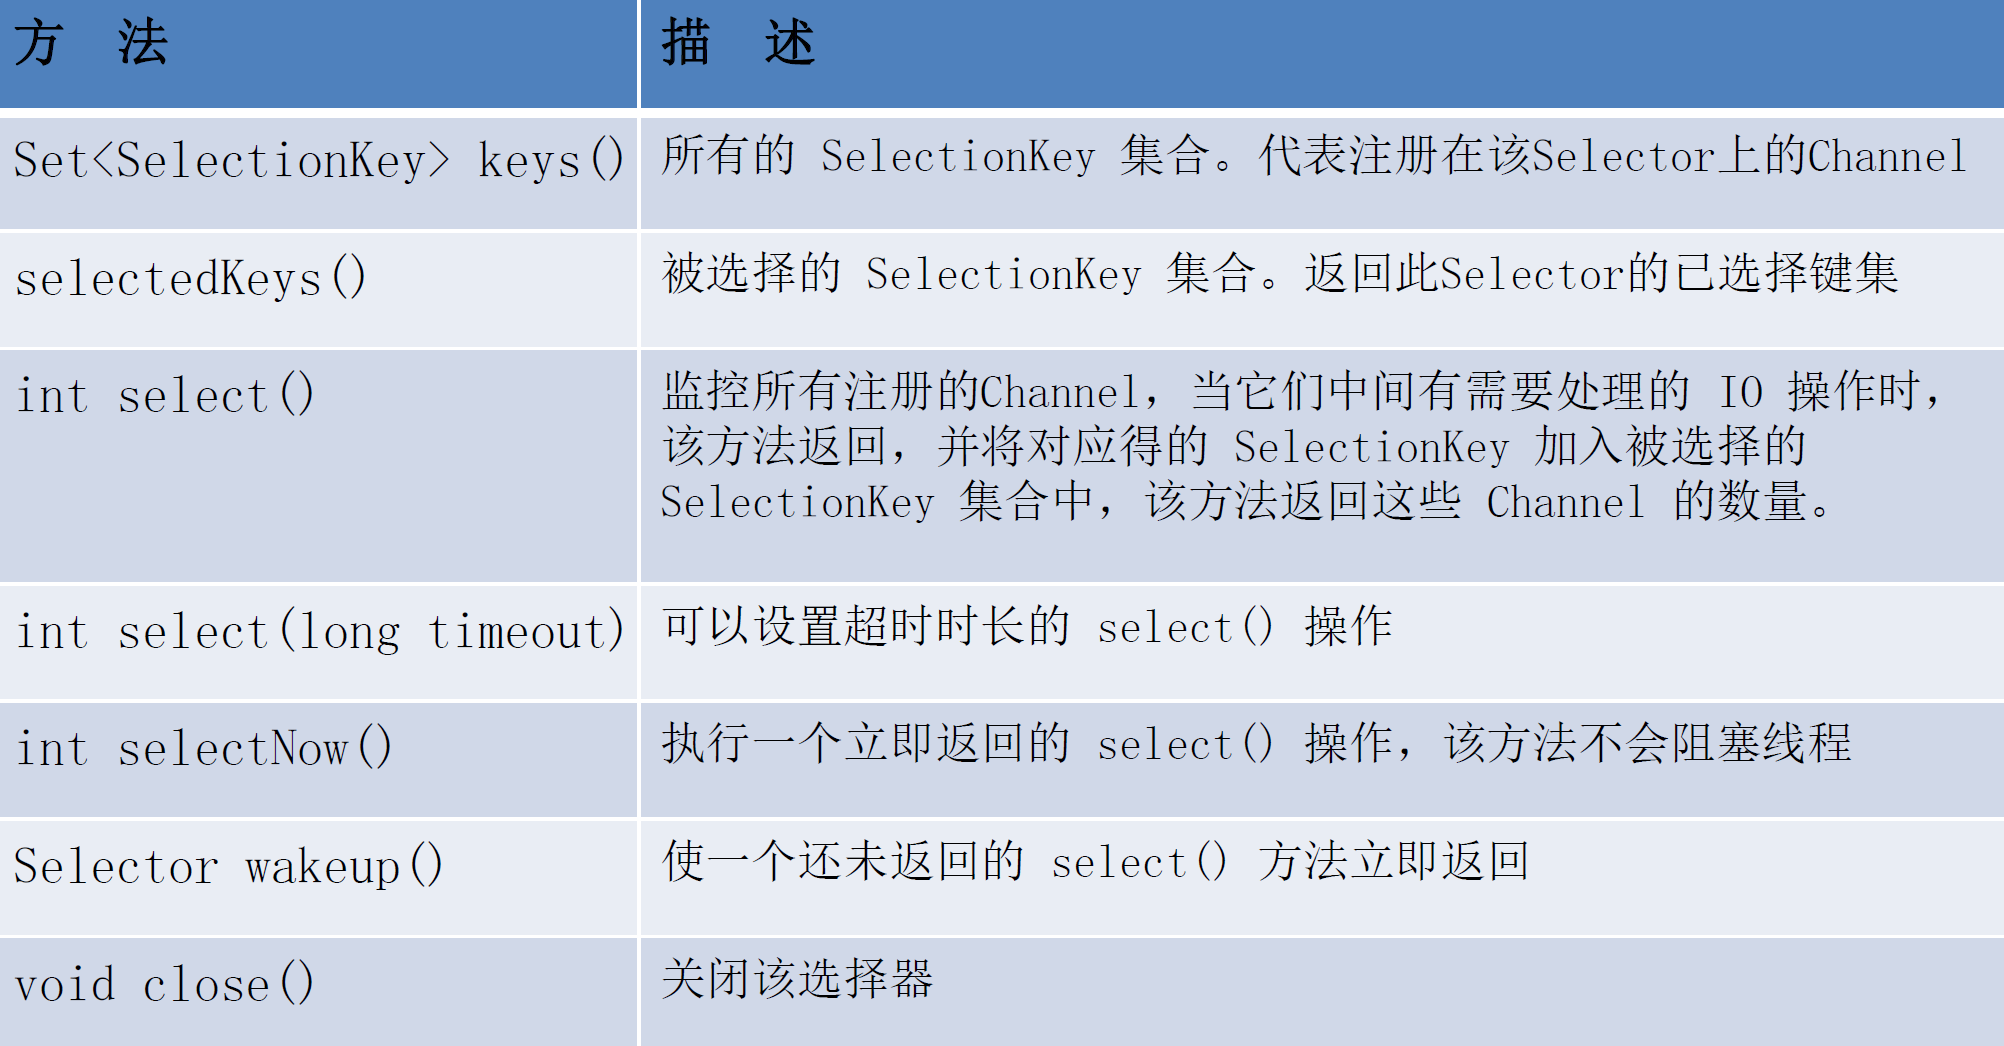 方 法
描 述
Set<SelectionKey> keys()
所有的 SelectionKey 集合。代表注册在该Selector上的Channel
selectedKeys()
被选择的 SelectionKey 集合。返回此Selector的已选择键集
int select()
监控所有注册的Channel，当它们中间有需要处理的 IO 操作时，
该方法返回，并将对应得的 SelectionKey 加入被选择的
SelectionKey 集合中，该方法返回这些 Channel 的数量。
int select(long timeout)
可以设置超时时长的 select() 操作
int selectNow()
执行一个立即返回的 select() 操作，该方法不会阻塞线程
Selector wakeup()
使一个还未返回的 select() 方法立即返回
void close()
关闭该选择器